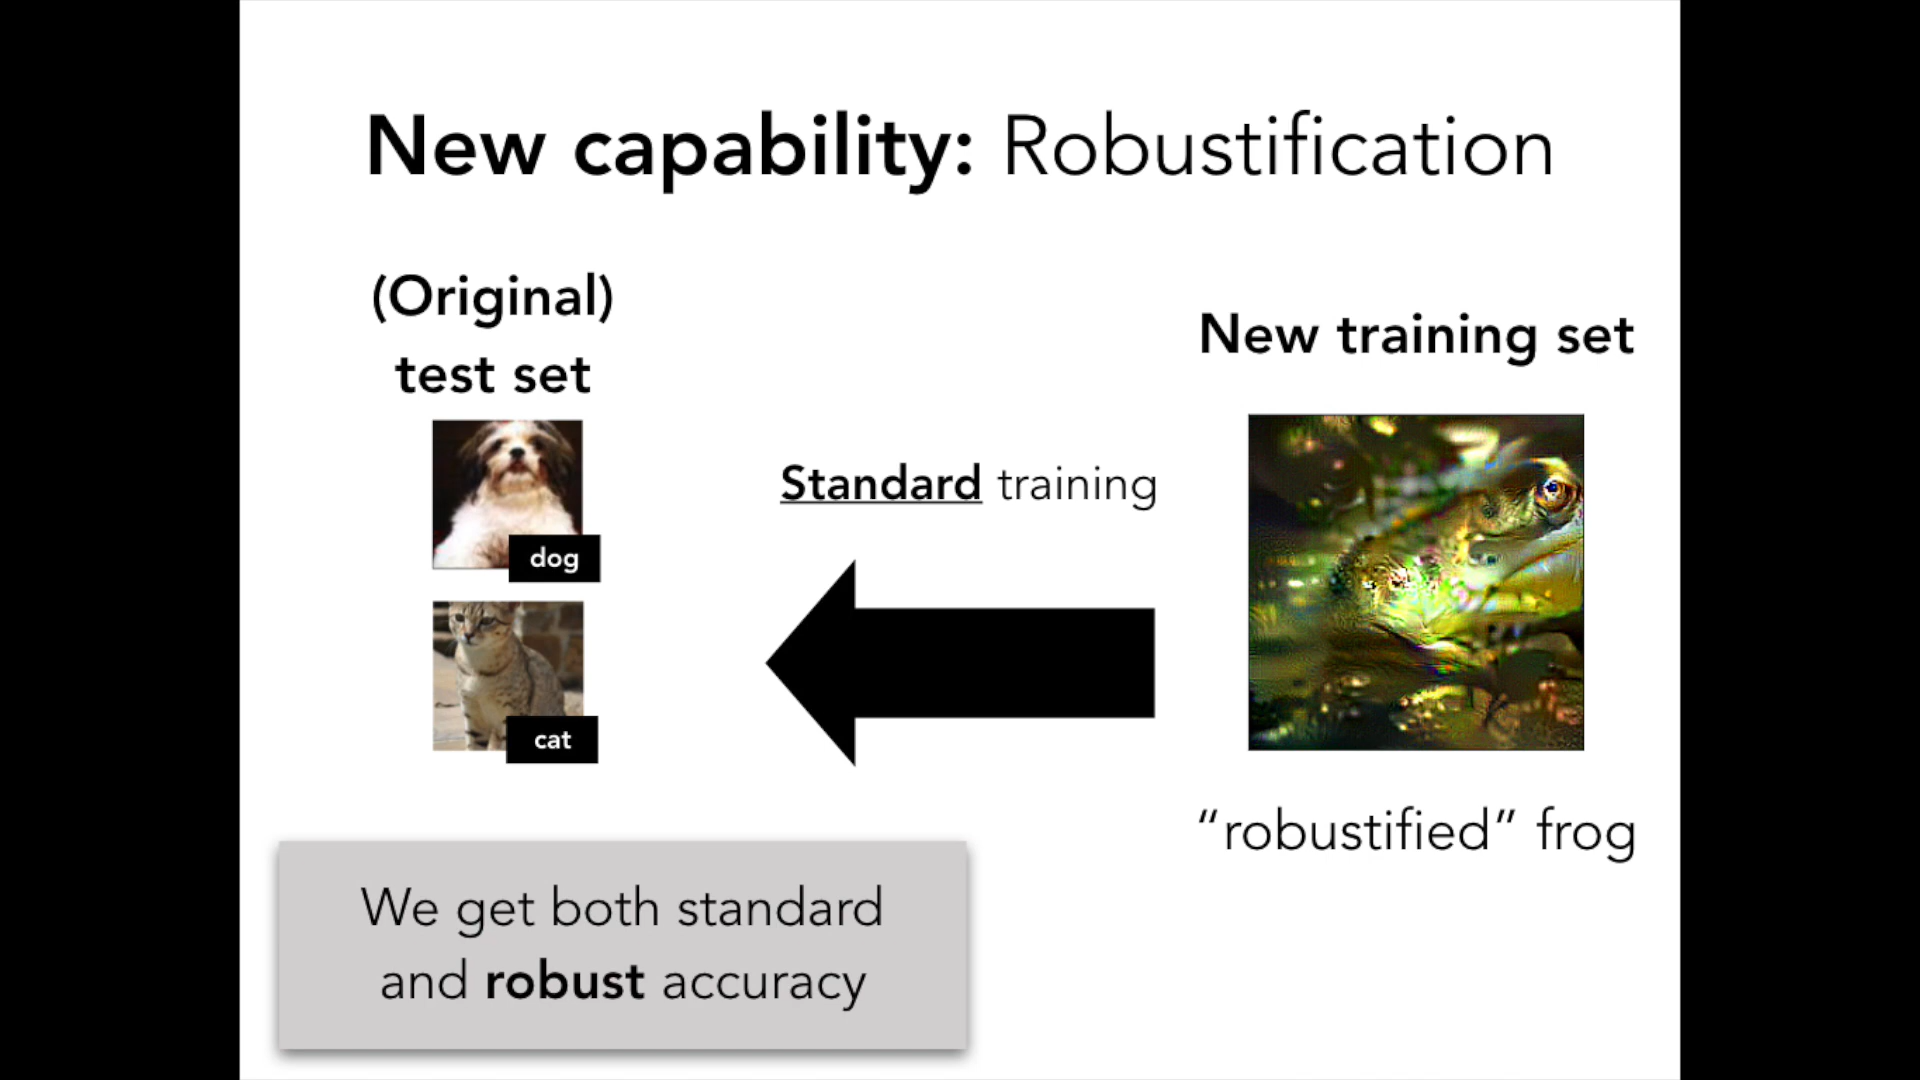 New capability: Robustification
(Original)
test set
dog
cat
Standard training
New training set
“robustified” frog
We get both standard
and robust accuracy